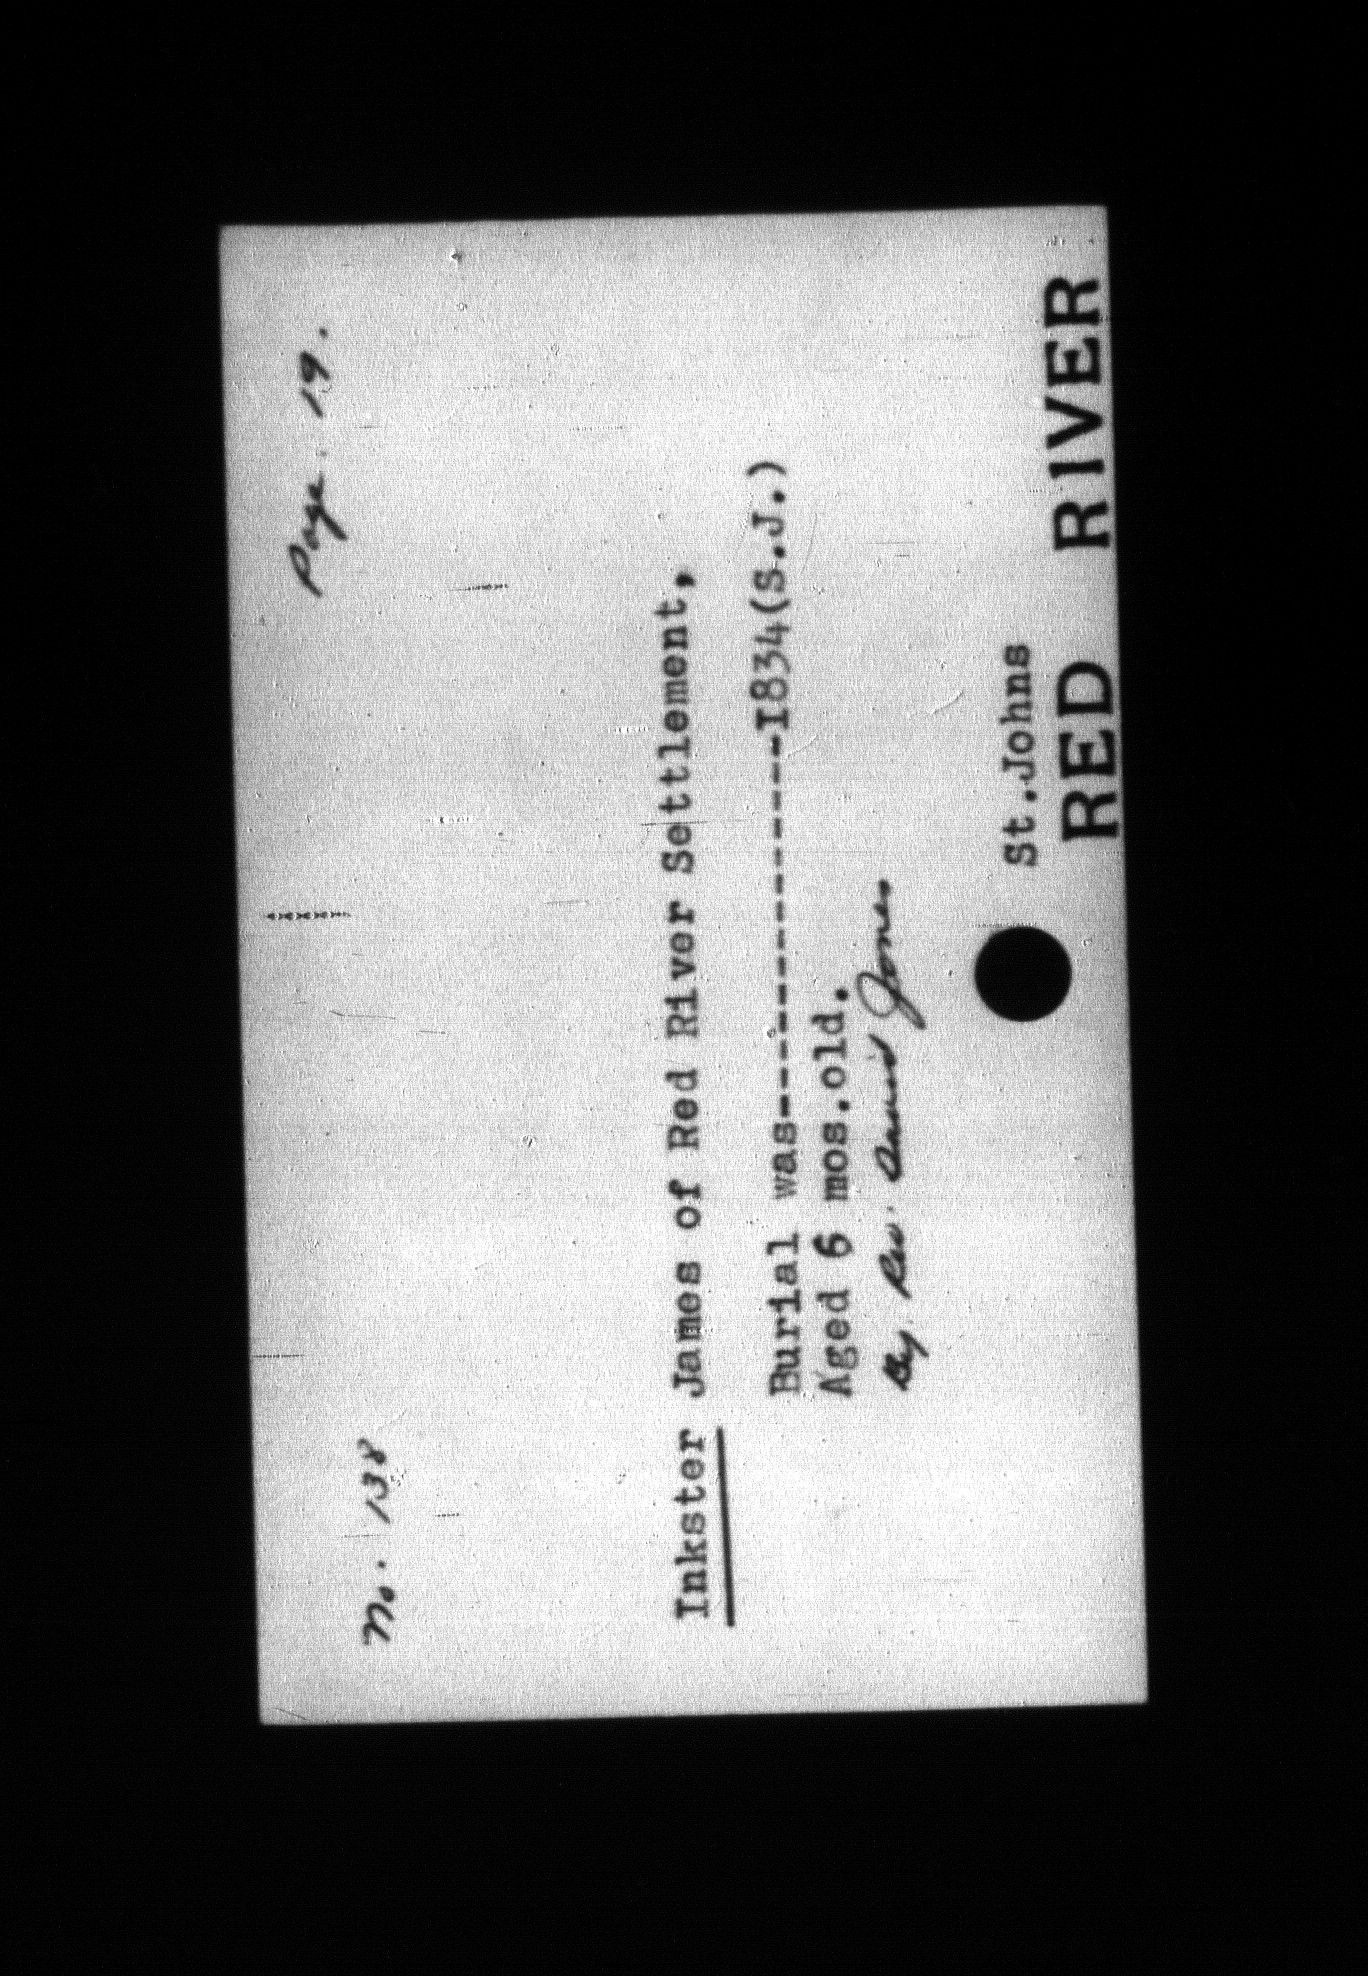 Page. 19.
No. 138
Inkster James of Red River Settlement,
Burial was----------------I834(S.J.)
Aged 6 mos.old.
By Rev. David Jones
St.Johns
RED RIVER